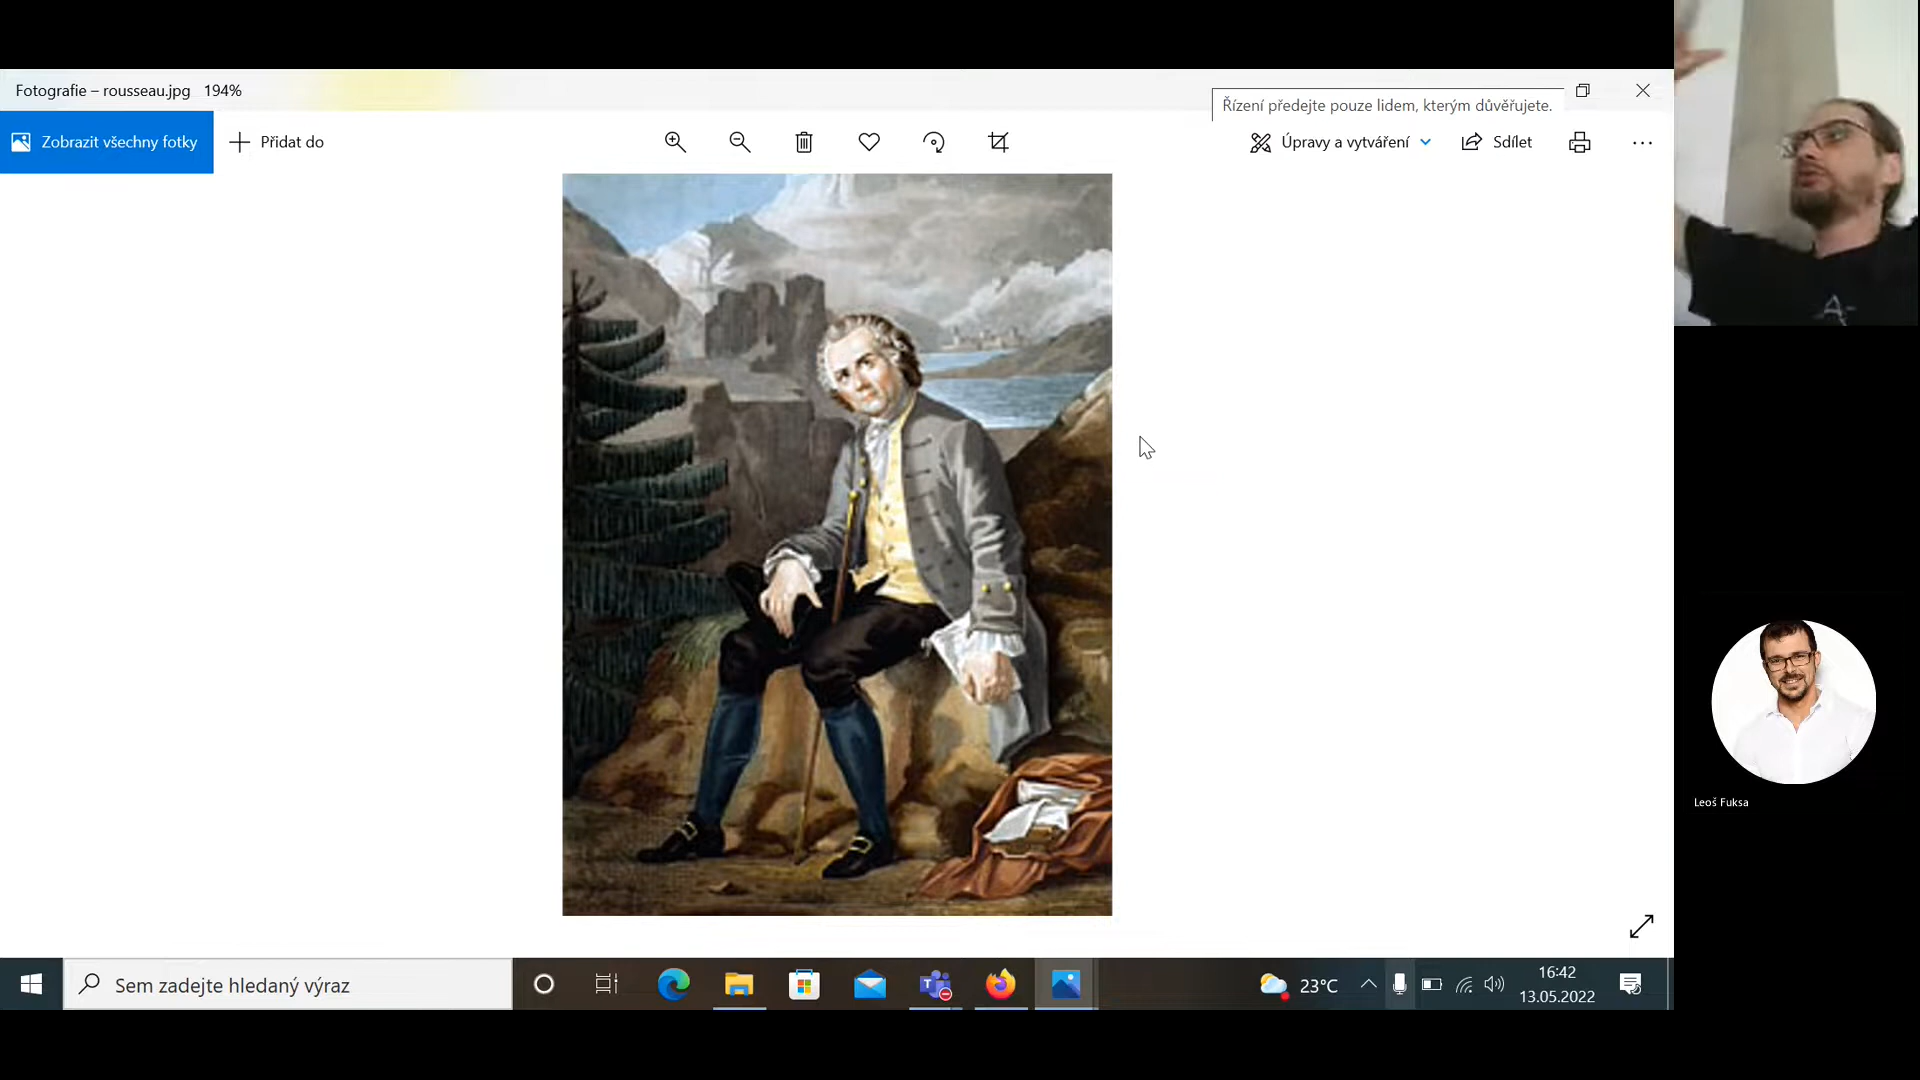 Fotografie – rousseau.jpg 194%
Řízení předejte pouze lidem, kterým důvěřujete.
Zobrazit všechny fotky
Přidat do
Úpravy a vytváření
Sdílet
Leoš Fuksa
Sem zadejte hledaný výraz
23°C
16:42
13.05.2022